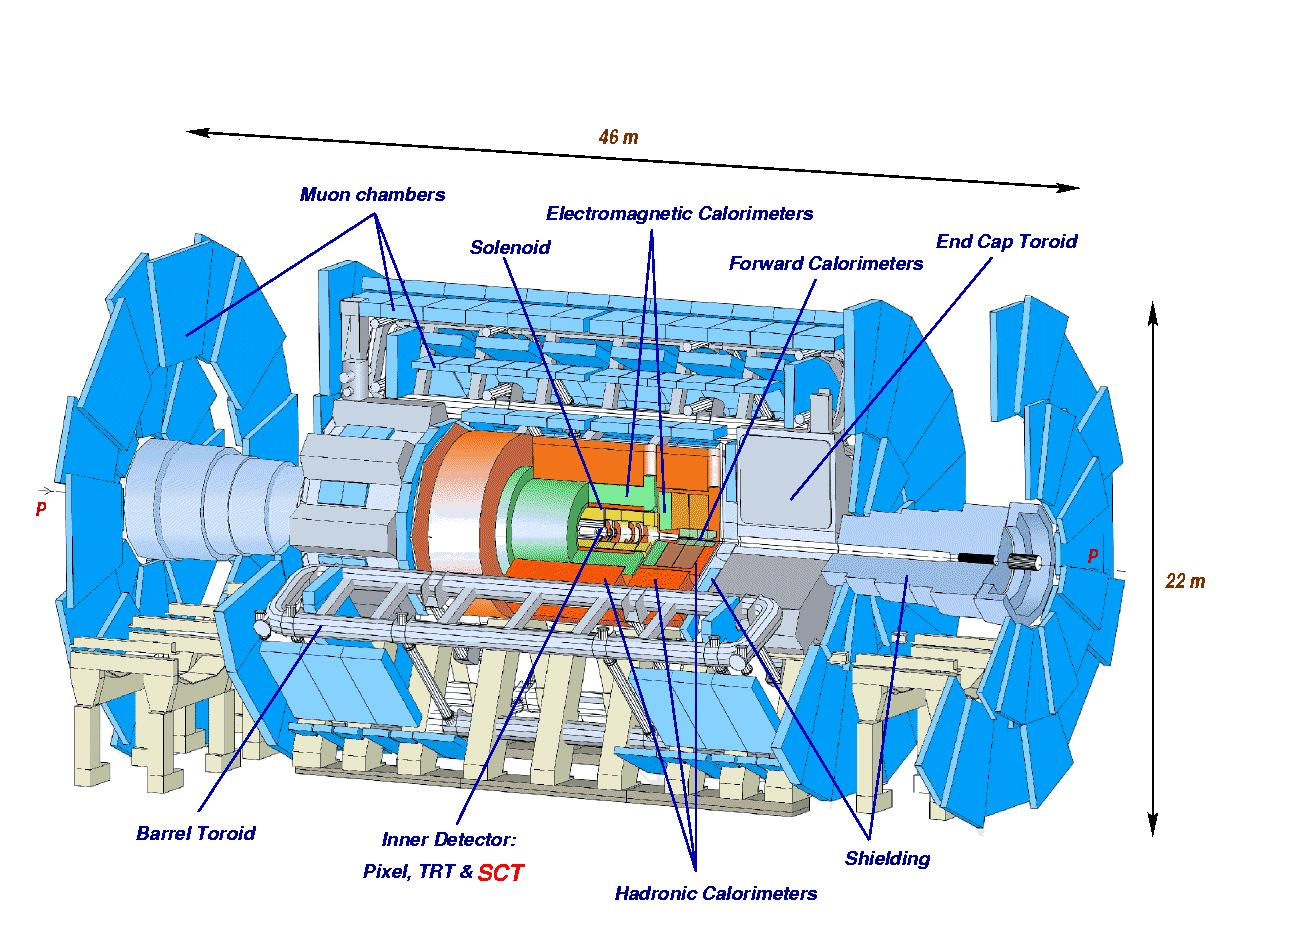 46 m
Muon chambers
Electromagnetic Calorimeters
Solenoid
End Cap Toroid
Forward Calorimeters
P
P
22 m
Barrel Toroid
Inner Detector:
Pixel, TRT & SCT
Shielding
Hadronic Calorimeters